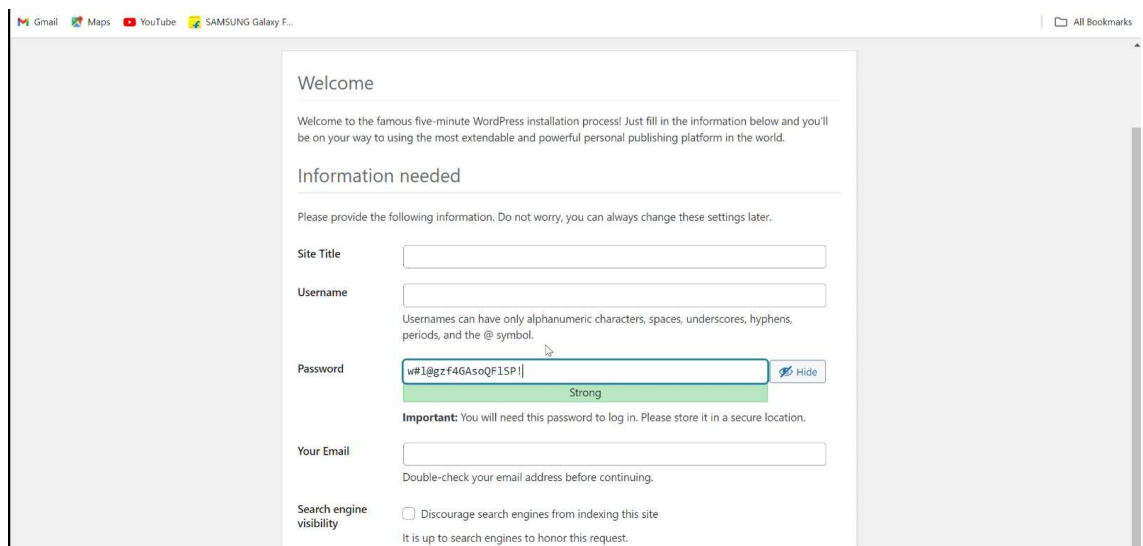 Gmail Maps YouTube SAMSUNG Galaxy F... All Bookmarks
Welcome
Welcome to the famous five-minute WordPress installation process! Just fill in the information below and you'll
be on your way to using the most extendable and powerful personal publishing platform in the world.
Information needed
Please provide the following information. Do not worry, you can always change these settings later.
Site Title
Username
Usernames can have only alphanumeric characters, spaces, underscores, hyphens,
periods, and the @ symbol.
Password w#l@gzf4GAsoQFlSP! Hide
Strong
Important: You will need this password to log in. Please store it in a secure location.
Your Email
Double-check your email address before continuing.
Search engine
visibility
Discourage search engines from indexing this site
It is up to search engines to honor this request.